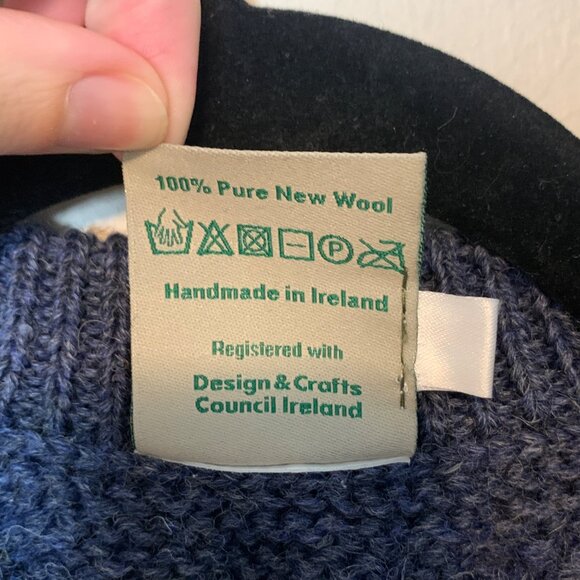 100% Pure New Wool
P
Handmade in Ireland
Registered with
Design & Crafts
Council Ireland